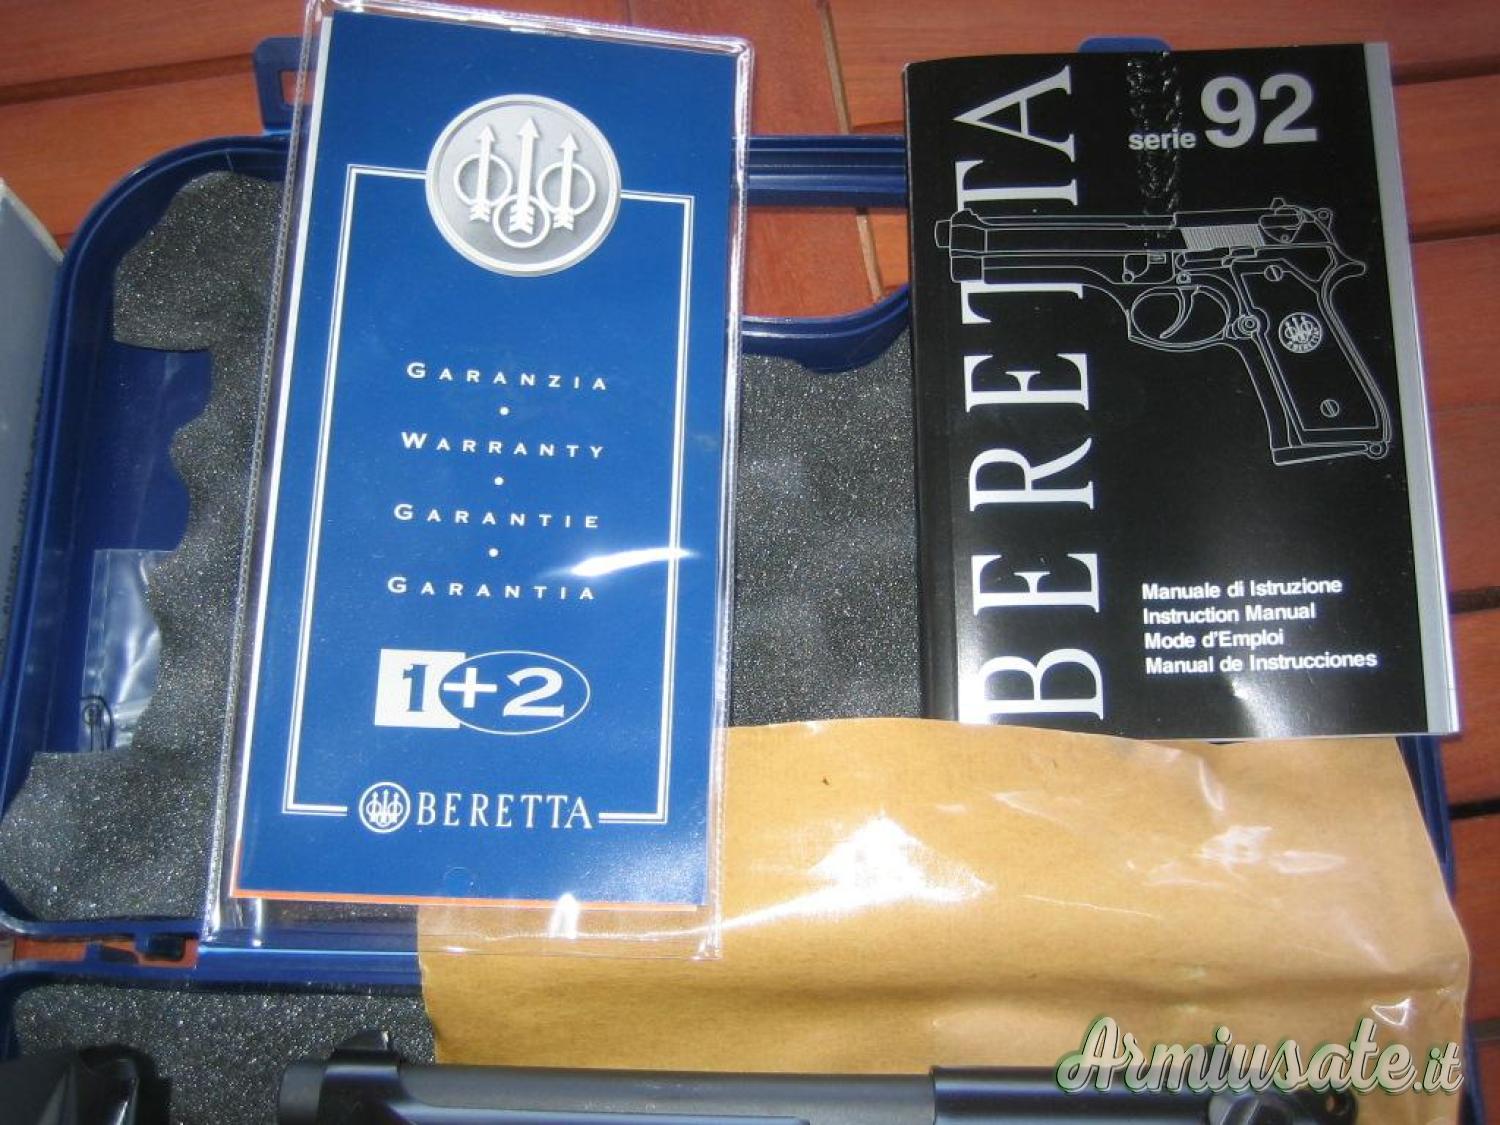 GARANZIA
WARRANTY
GARANTIE
GARANTIA
1+2
BERETTA
BERETTA
serie 92
BERETTA
Manuale di Istruzione
Instruction Manual
Mode d'Emploi
Manual de Instrucciones
Armiusate.it